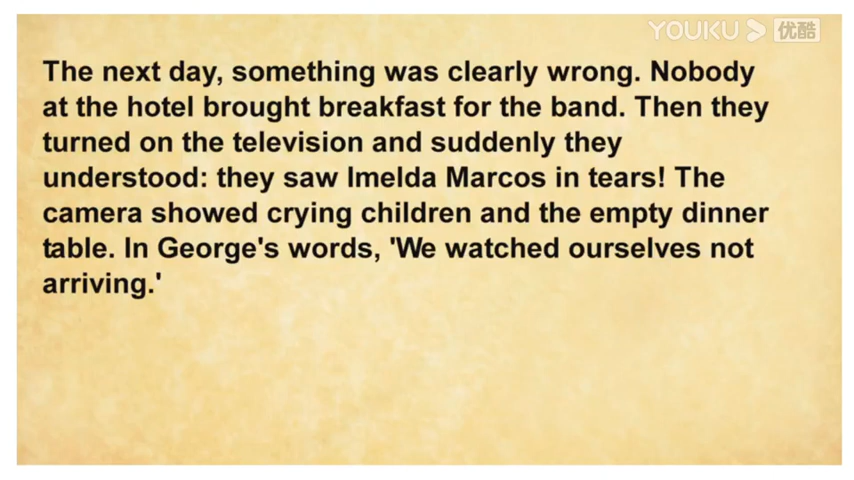 YOUKU 优酷
The next day, something was clearly wrong. Nobody
at the hotel brought breakfast for the band. Then they
turned on the television and suddenly they
understood: they saw Imelda Marcos in tears! The
camera showed crying children and the empty dinner
table. In George's words, 'We watched ourselves not
arriving.'